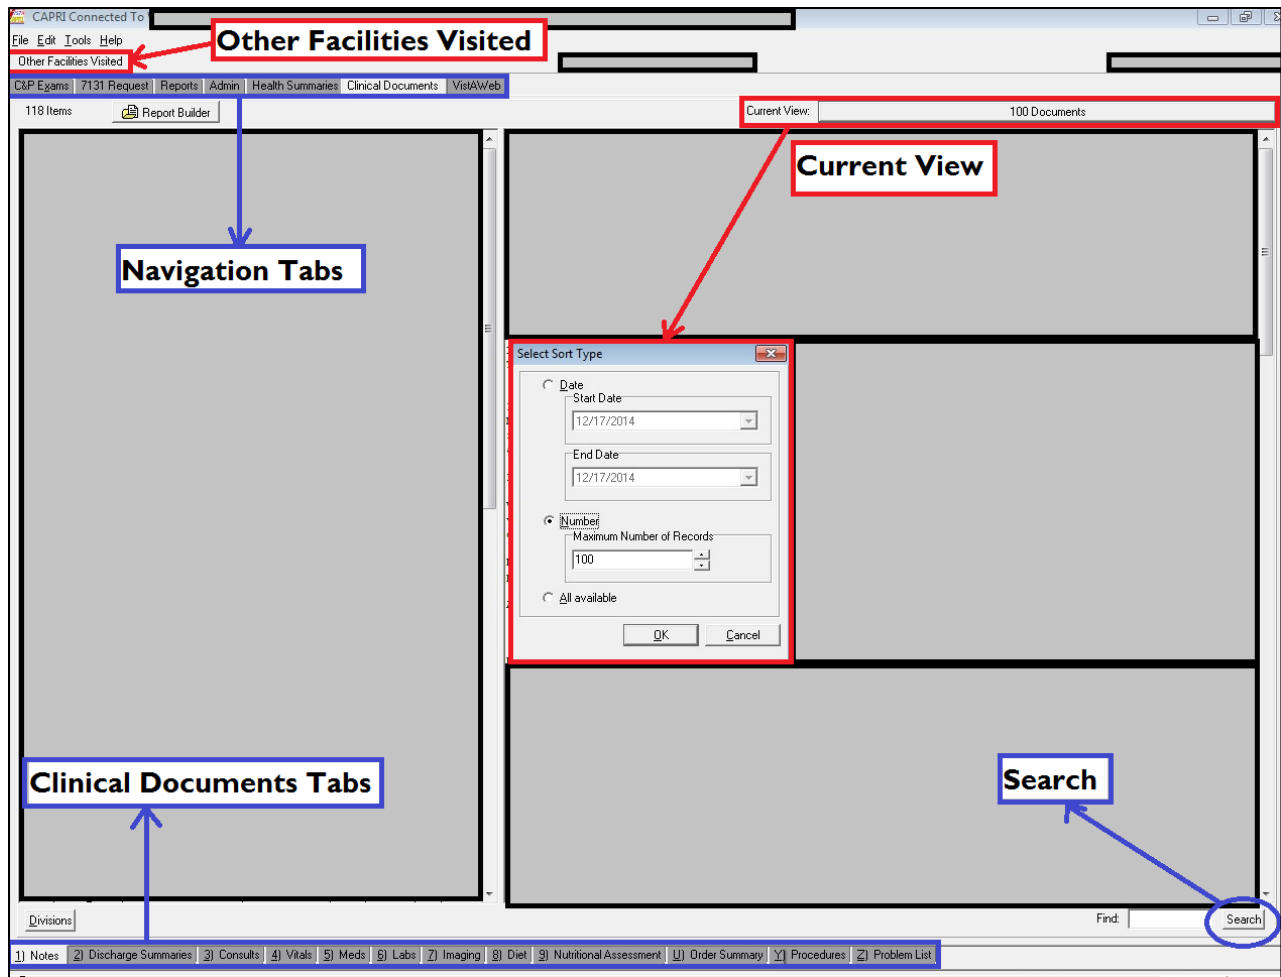 CAPRI Connected To
File Edit Tools Help
Other Facilities Visited
Other Facilities Visited
C&P Exams 7131 Request Reports Admin Health Summaries Clinical Documents VistAWeb
118 Items Report Builder Current View: 100 Documents
Current View
Navigation Tabs
Select Sort Type
Date
Start Date
12/17/2014
End Date
12/17/2014
Number
Maximum Number of Records
100
All available
OK Cancel
Clinical Documents Tabs
Search
Divisions Find: Search
1) Notes 2) Discharge Summaries 3) Consults 4) Vitals 5) Meds 6) Labs 7) Imaging 8) Diet 9) Nutritional Assessment U) Order Summary Y) Procedures Z) Problem List